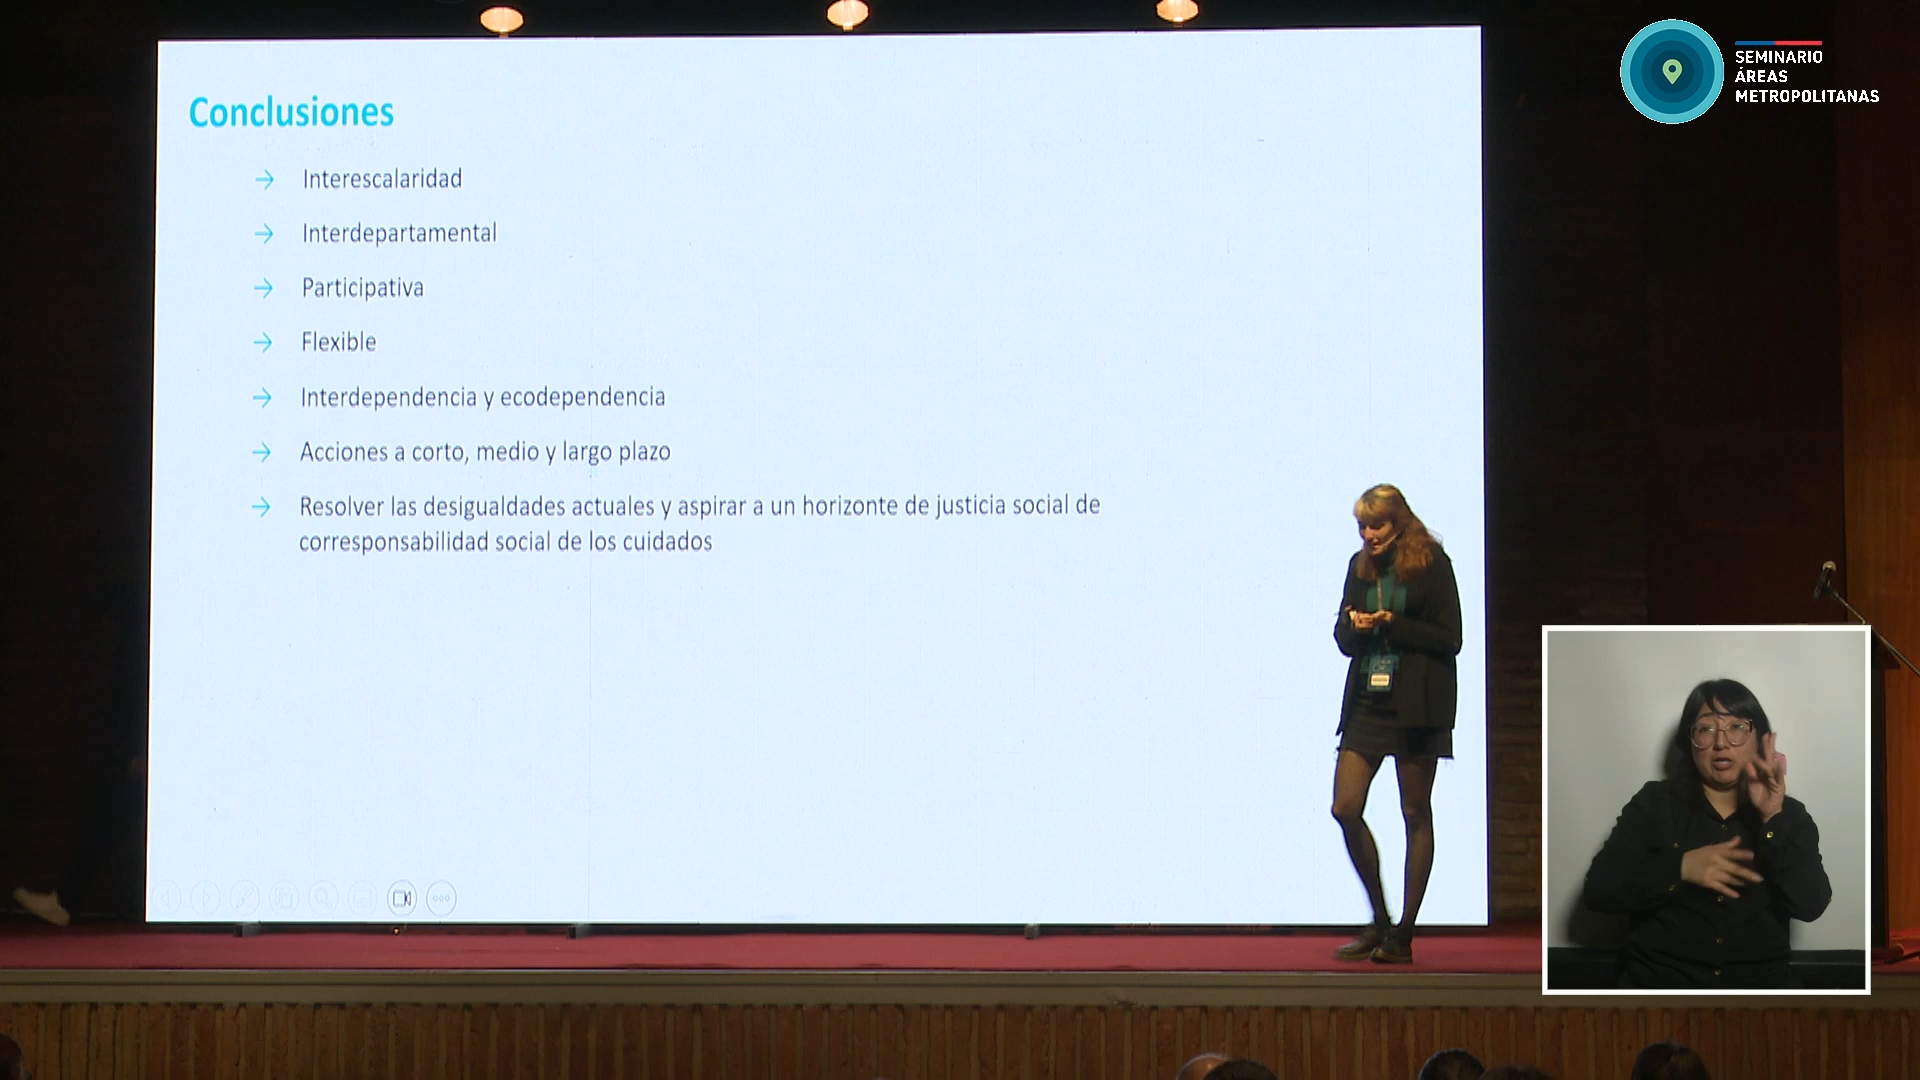 Conclusiones
→ Interescalaridad
→ Interdepartamental
→ Participativa
→ Flexible
→ Interdependencia y ecodependencia
→ Acciones a corto, medio y largo plazo
→ Resolver las desigualdades actuales y aspirar a un horizonte de justicia social de
corresponsabilidad social de los cuidados
SEMINARIO
ÁREAS
METROPOLITANAS